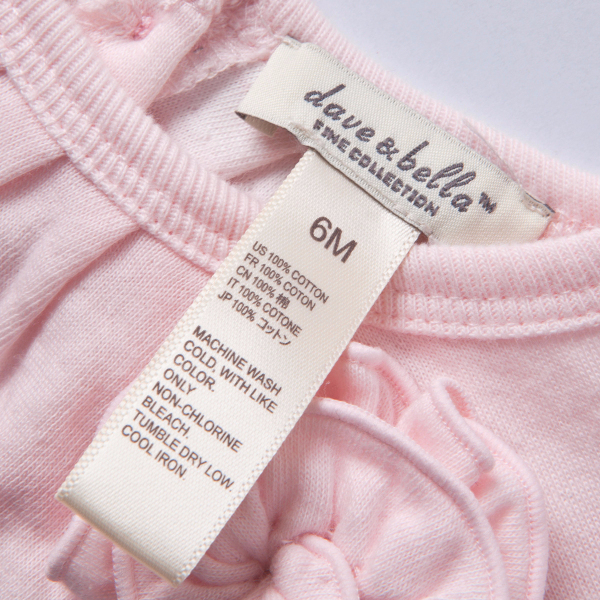 dave & bella™
FINE COLLECTION
6M
US 100% COTTON
FR 100% COTON
CN 100% 棉
IT 100% COTONE
JP 100% コットン
MACHINE WASH
COLD, WITH LIKE
COLOR.
ONLY
NON-CHLORINE
BLEACH.
TUMBLE DRY LOW.
COOL IRON.